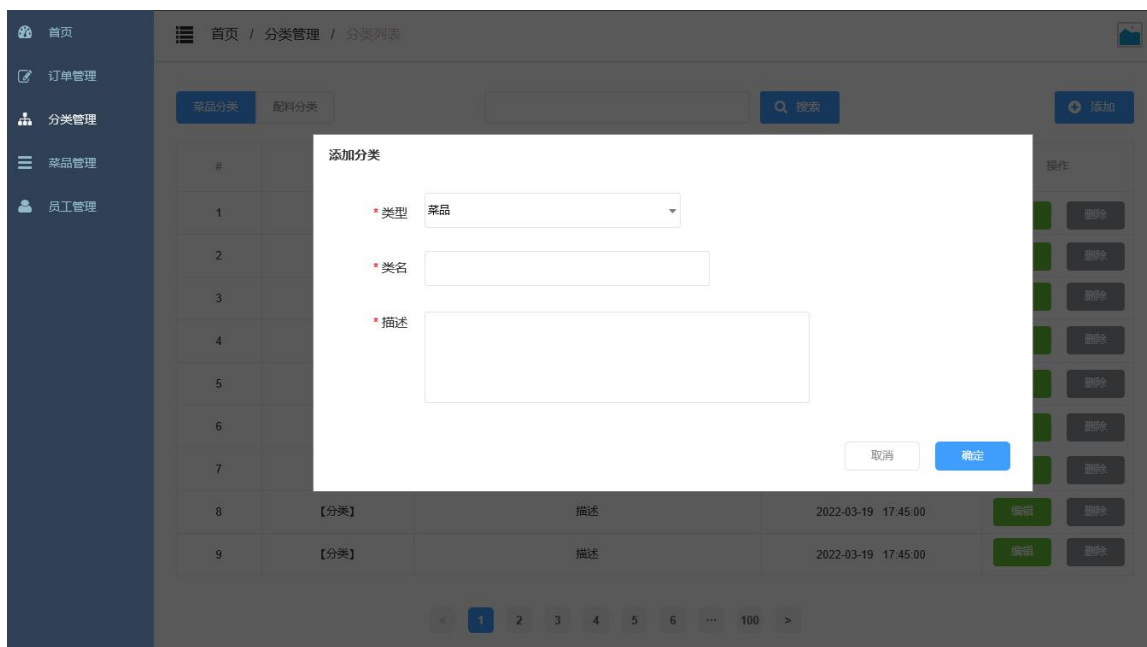 首页
订单管理
分类管理
菜品管理
员工管理
首页 / 分类管理 / 分类列表
菜品分类 配料分类 搜索 添加
# 操作
添加分类
*类型 菜品
*类名
*描述
取消 确定
1 删除
2 删除
3 删除
4 删除
5 删除
6 删除
7 删除
8 【分类】 描述 2022-03-19 17:45:00 编辑 删除
9 【分类】 描述 2022-03-19 17:45:00 编辑 删除
< 1 2 3 4 5 6 ··· 100 >